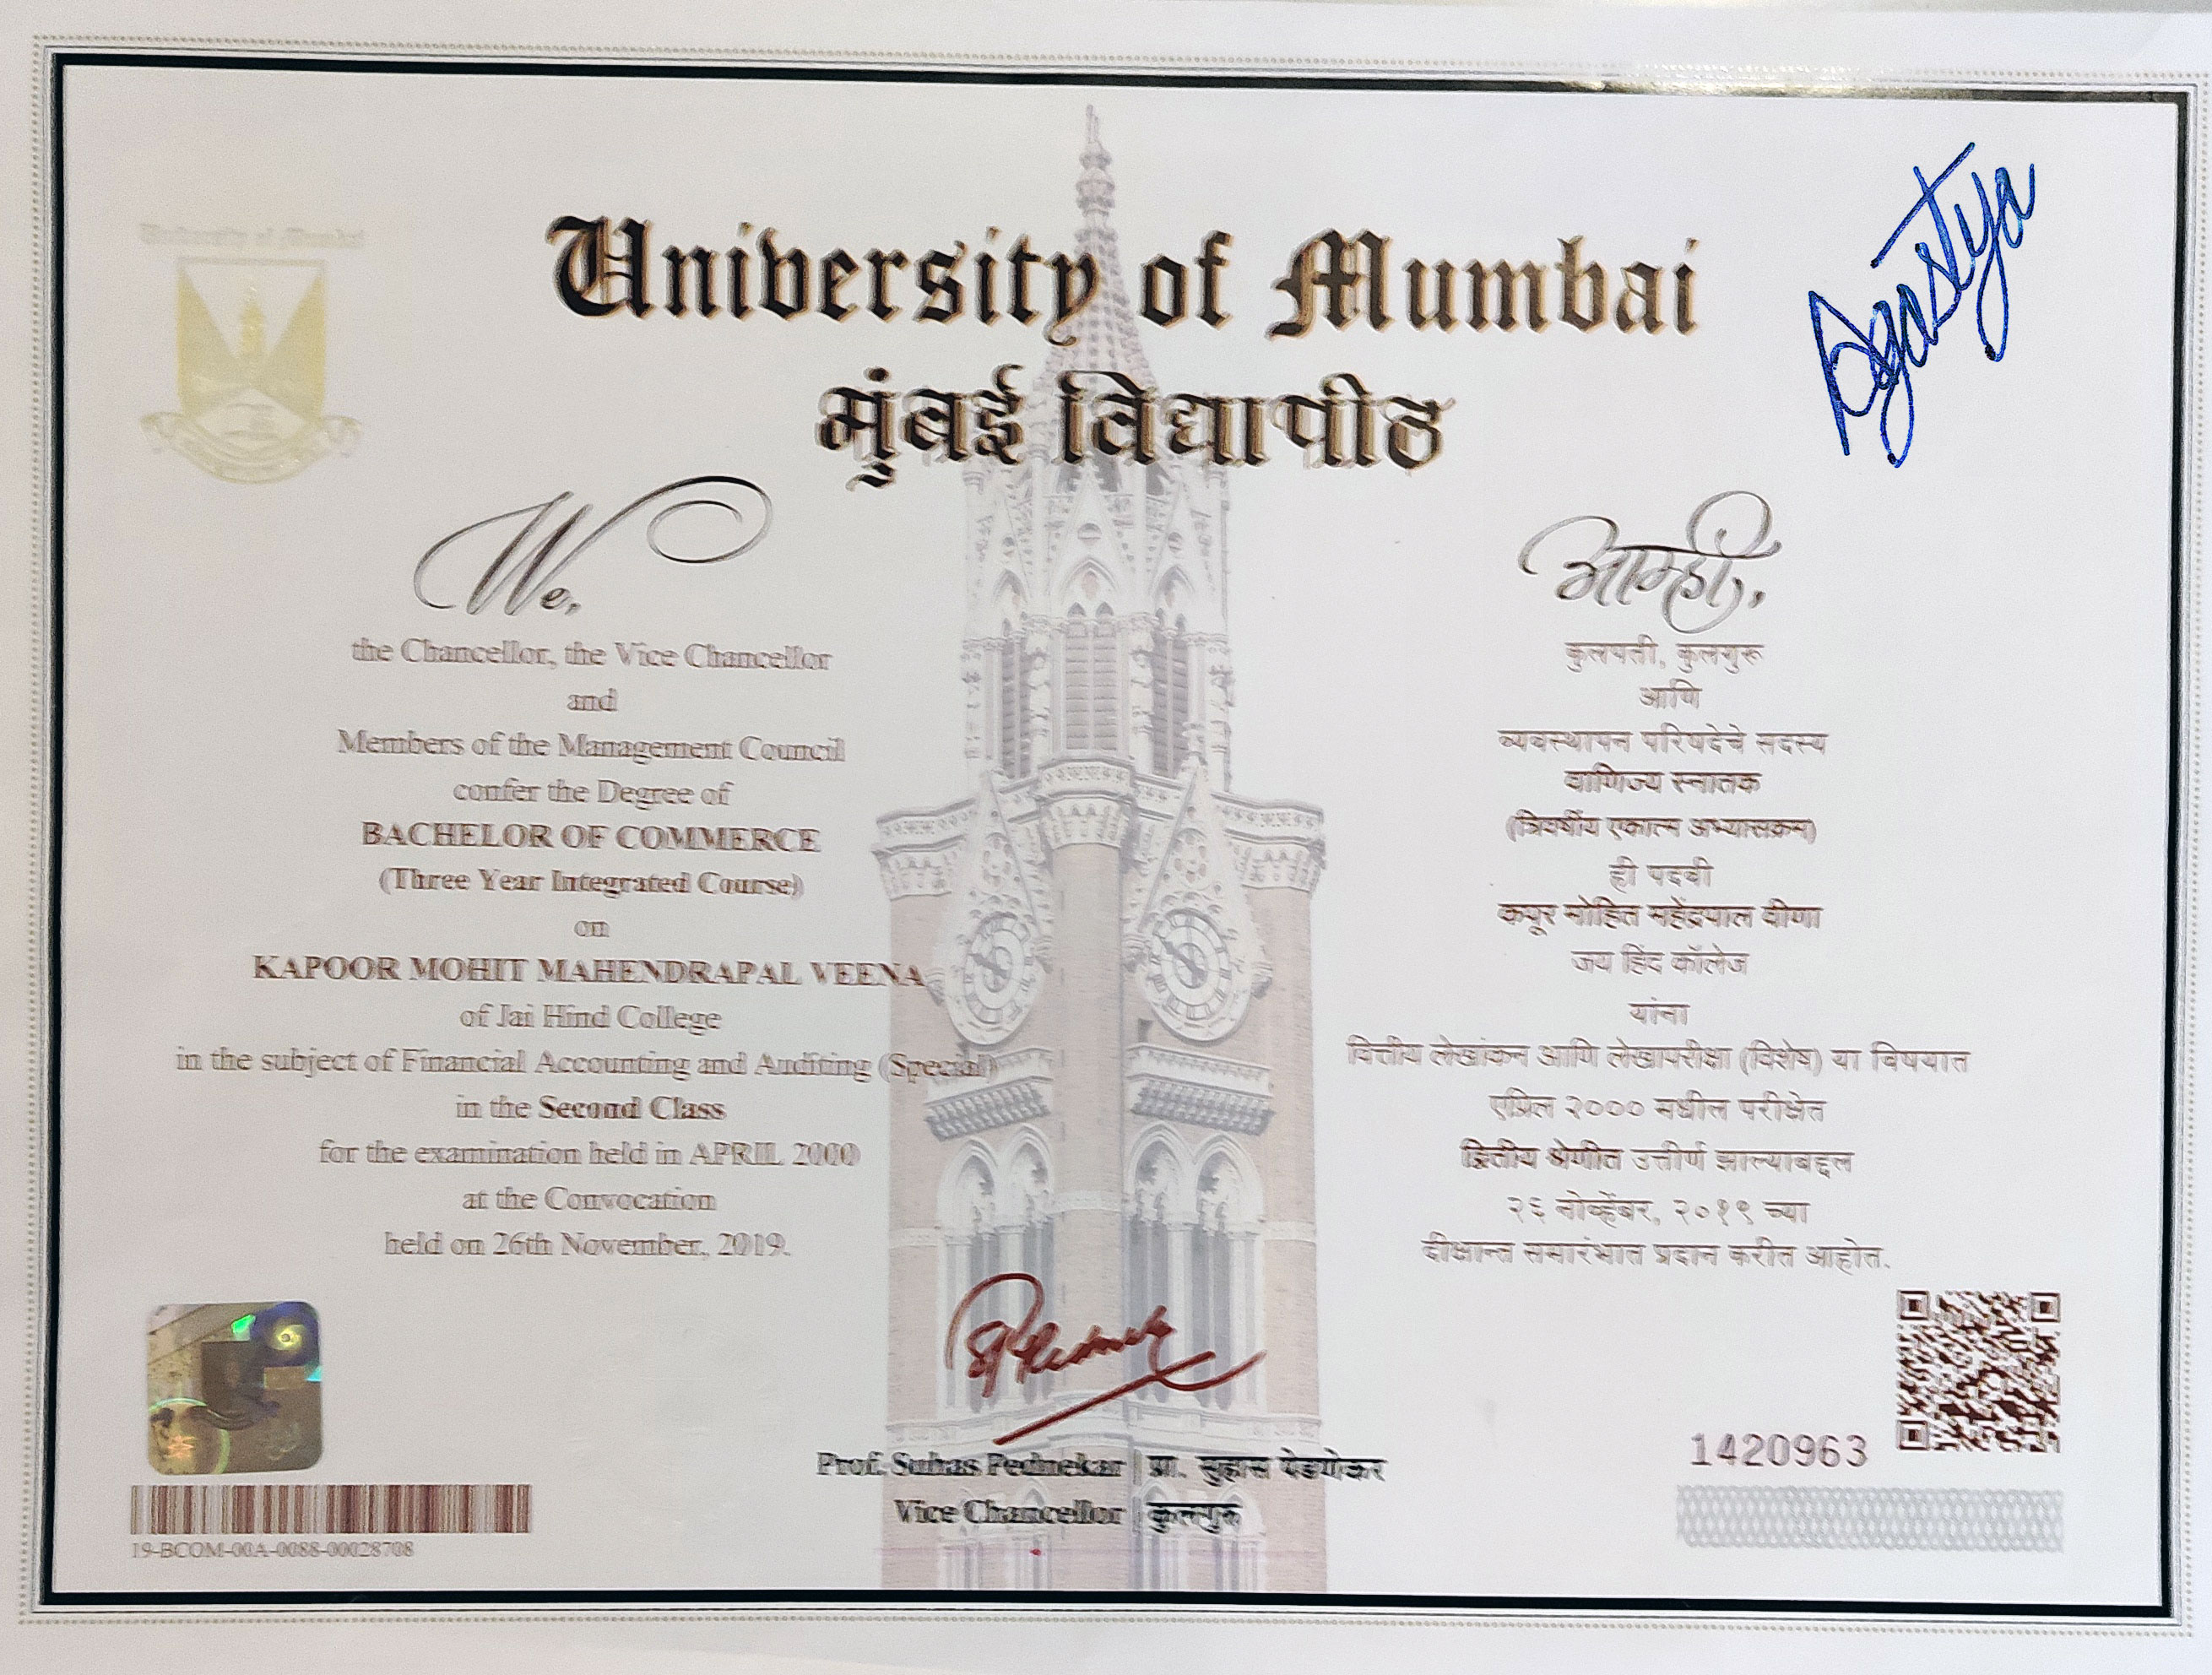 University of Mumbai
मुंबई विद्यापीठ
Agastya
University of Mumbai
We,
the Chancellor, the Vice Chancellor
and
Members of the Management Council
confer the Degree of
BACHELOR OF COMMERCE
(Three Year Integrated Course)
on
KAPOOR MOHIT MAHENDRAPAL VEENA
of Jai Hind College
in the subject of Financial Accounting and Auditing (Special)
in the Second Class
for the examination held in APRIL 2000
at the Convocation
held on 26th November, 2019.
आम्ही,
कुलपती, कुलगुरू
आणि
व्यवस्थापन परिषदेचे सदस्य
वाणिज्य स्नातक
(त्रिवर्षीय एकात्म अभ्यासक्रम)
ही पदवी
कपूर मोहित महेंद्रपाल वीणा
जय हिंद कॉलेज
यांना
वित्तीय लेखांकन आणि लेखापरीक्षा (विशेष) या विषयात
एप्रिल २००० मधील परीक्षेत
द्वितीय श्रेणीत उत्तीर्ण झाल्याबद्दल
२६ नोव्हेंबर, २०१९ च्या
दीक्षान्त समारंभात प्रदान करीत आहोत.
Prof. Suhas Pednekar | प्रा. सुहास पेडणेकर
Vice Chancellor | कुलगुरु
1420963
19-BCOM-00A-0088-00028708